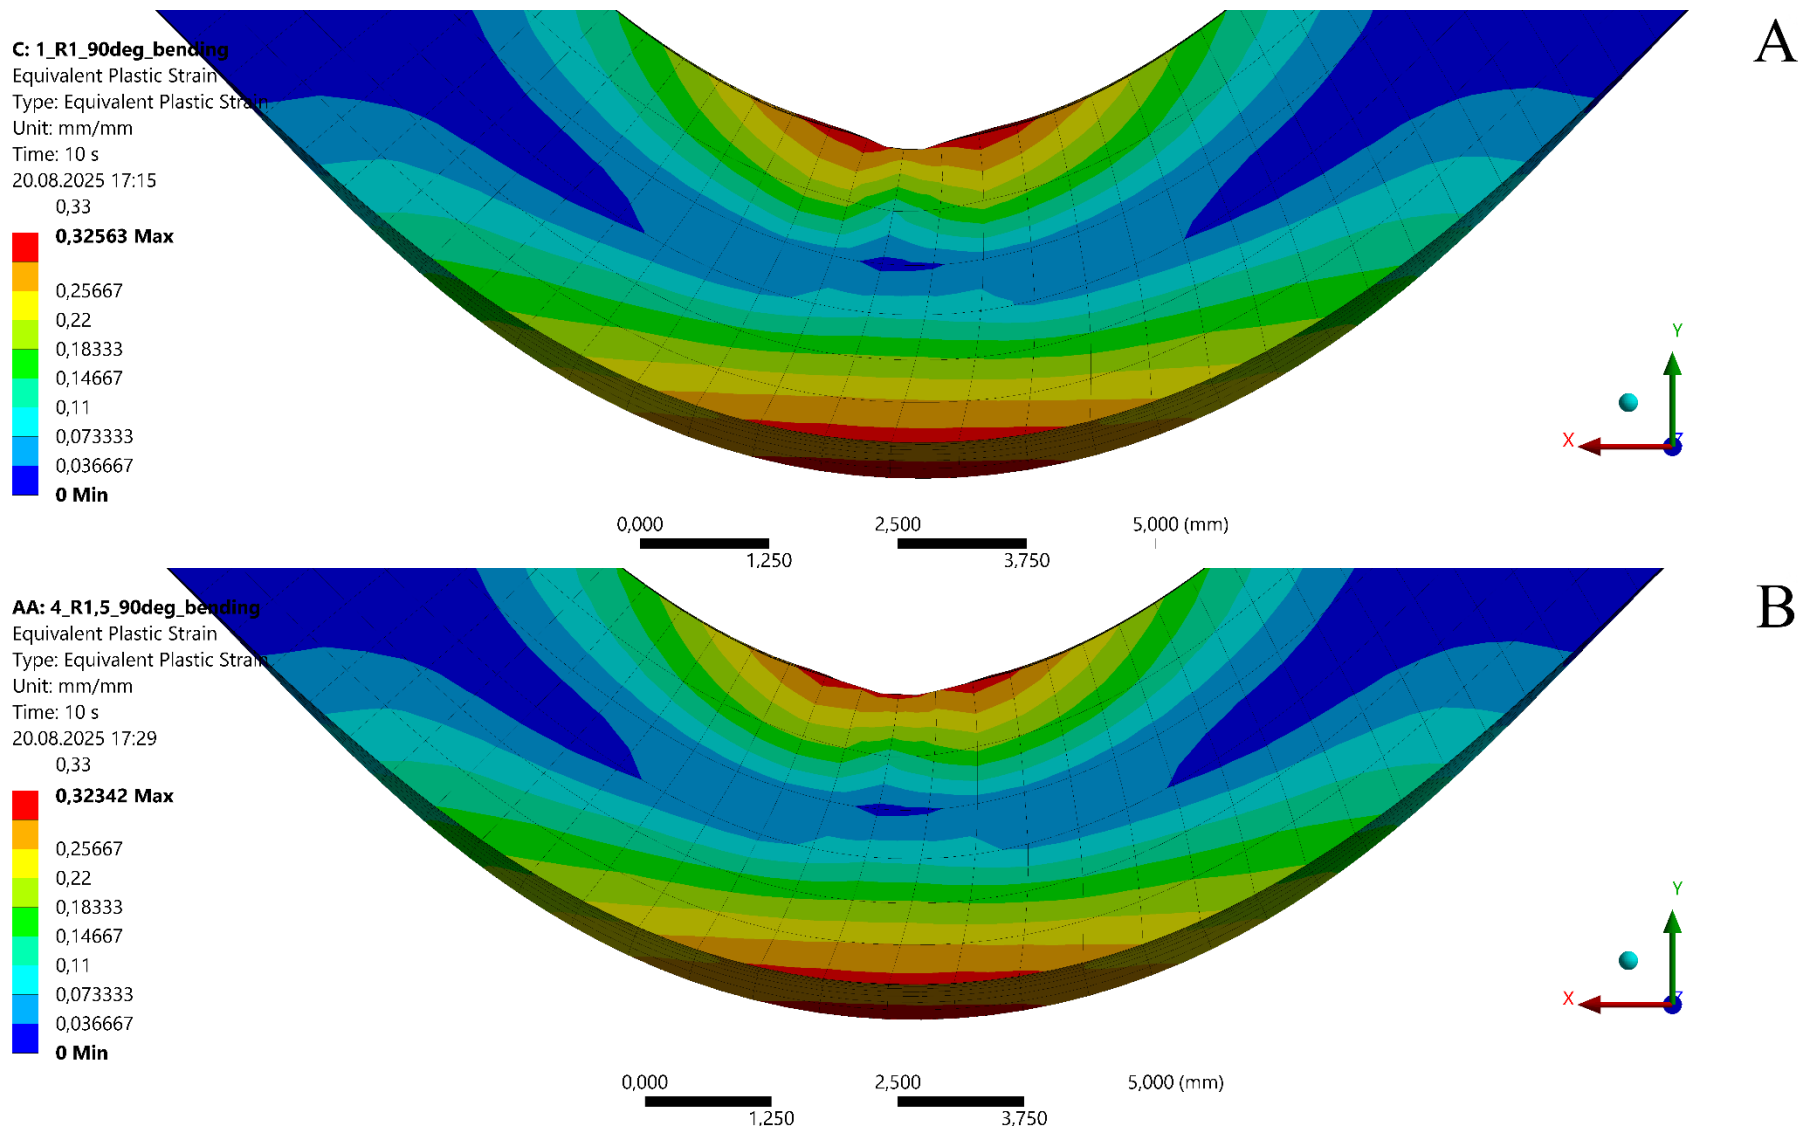 A
C: 1_R1_90deg_bending
Equivalent Plastic Strain
Type: Equivalent Plastic Strain
Unit: mm/mm
Time: 10 s
20.08.2025 17:15
0,33
0,32563 Max
0,25667
0,22
0,18333
0,14667
0,11
0,073333
0,036667
0 Min
Y
X
Z
0,000 2,500 5,000 (mm)
1,250 3,750
B
AA: 4_R1,5_90deg_bending
Equivalent Plastic Strain
Type: Equivalent Plastic Strain
Unit: mm/mm
Time: 10 s
20.08.2025 17:29
0,33
0,32342 Max
0,25667
0,22
0,18333
0,14667
0,11
0,073333
0,036667
0 Min
Y
X
Z
0,000 2,500 5,000 (mm)
1,250 3,750